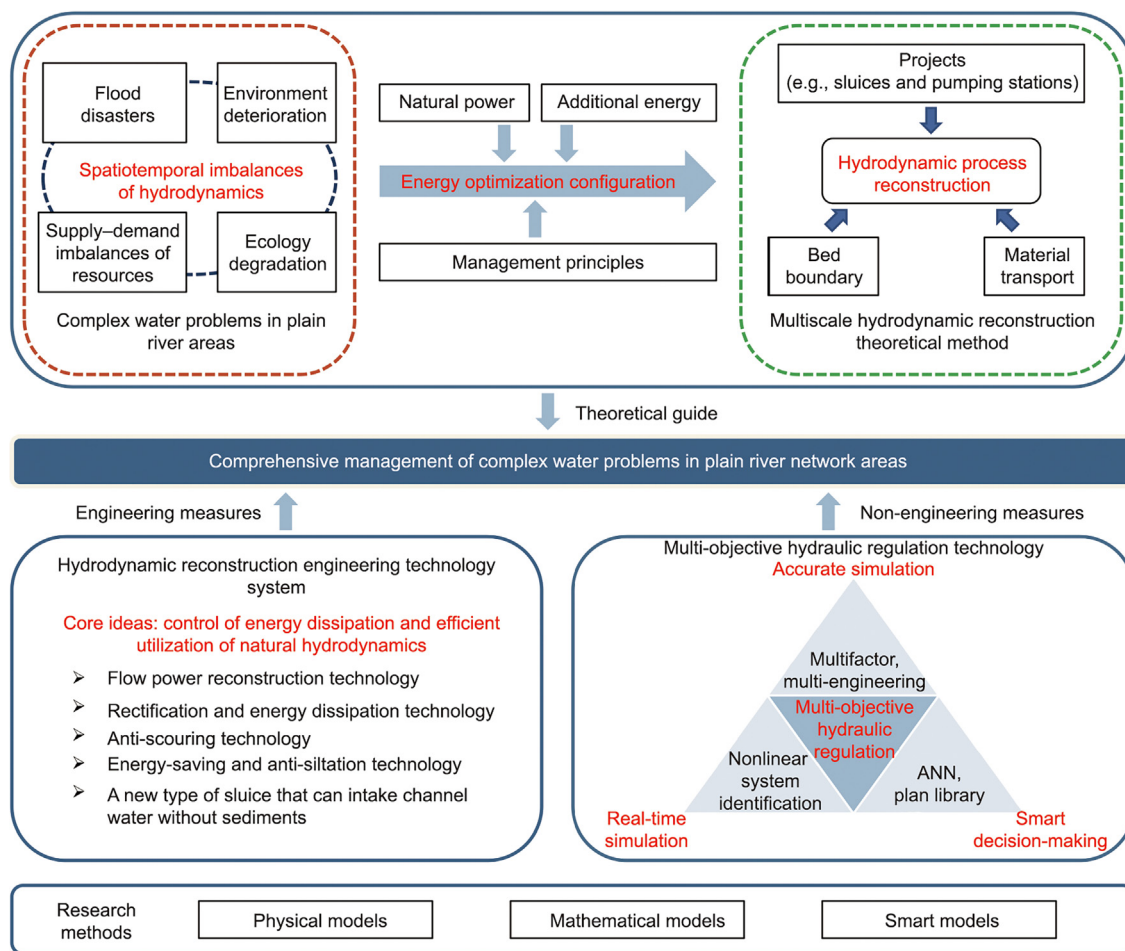 Flood
disasters
Environment
deterioration
Spatiotemporal imbalances
of hydrodynamics
Supply–demand
imbalances of
resources
Ecology
degradation
Complex water problems in plain
river areas
Natural power
Additional energy
Energy optimization configuration
Management principles
Projects
(e.g., sluices and pumping stations)
Hydrodynamic process
reconstruction
Bed
boundary
Material
transport
Multiscale hydrodynamic reconstruction
theoretical method
Theoretical guide
Comprehensive management of complex water problems in plain river network areas
Engineering measures
Non-engineering measures
Hydrodynamic reconstruction engineering technology
system
Core ideas: control of energy dissipation and efficient
utilization of natural hydrodynamics
➢ Flow power reconstruction technology
➢ Rectification and energy dissipation technology
➢ Anti-scouring technology
➢ Energy-saving and anti-siltation technology
➢ A new type of sluice that can intake channel
water without sediments
Multi-objective hydraulic regulation technology
Accurate simulation
Multifactor,
multi-engineering
Multi-objective
hydraulic
regulation
Nonlinear
system
identification
ANN,
plan library
Real-time
simulation
Smart
decision-making
Research
methods
Physical models
Mathematical models
Smart models